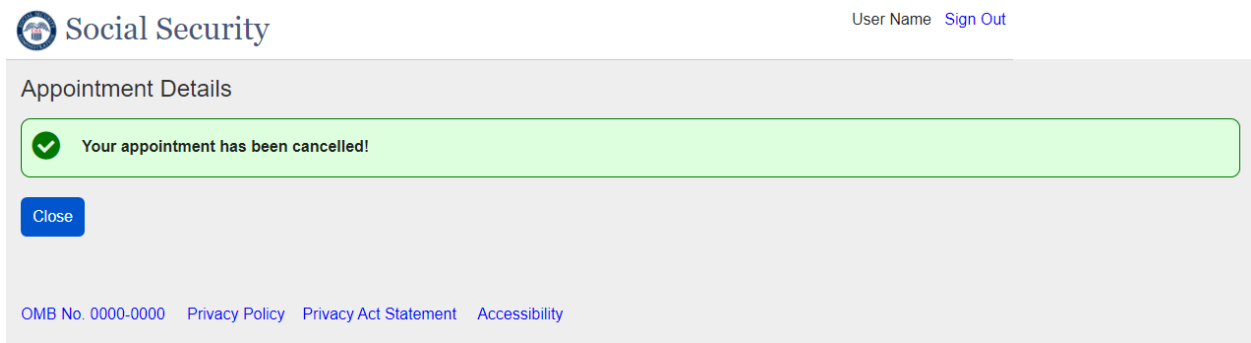 Social Security
User Name Sign Out
Appointment Details
Your appointment has been cancelled!
Close
OMB No. 0000-0000 Privacy Policy Privacy Act Statement Accessibility